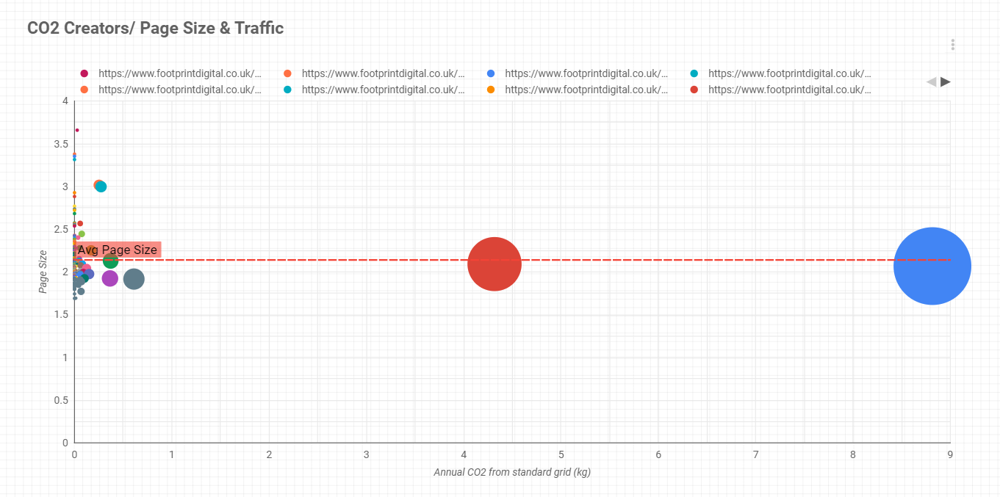 CO2 Creators/ Page Size & Traffic
https://www.footprintdigital.co.uk/... https://www.footprintdigital.co.uk/... https://www.footprintdigital.co.uk/... https://www.footprintdigital.co.uk/...
https://www.footprintdigital.co.uk/... https://www.footprintdigital.co.uk/... https://www.footprintdigital.co.uk/... https://www.footprintdigital.co.uk/...
4
3.5
3
2.5
Avg Page Size
2
1.5
1
0.5
0
Page Size
0 1 2 3 4 5 6 7 8 9
Annual CO2 from standard grid (kg)